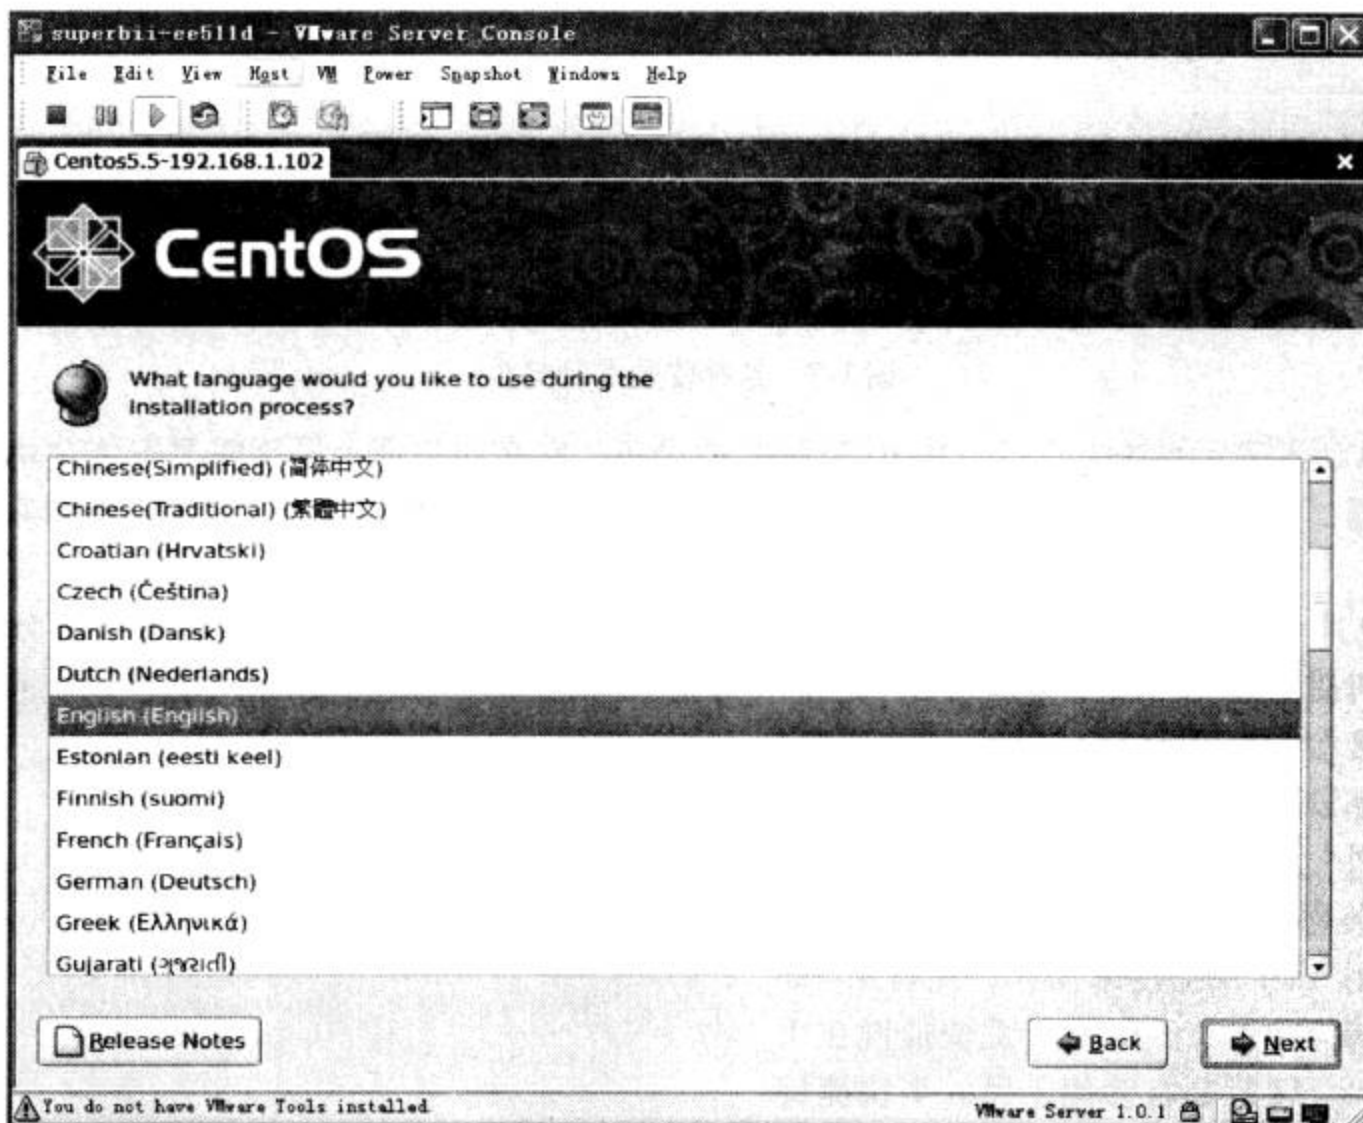 superbii-ee511d - VMware Server Console
File Edit View Host VM Power Snapshot Windows Help
Centos5.5-192.168.1.102
CentOS
What language would you like to use during the
installation process?
Chinese(Simplified) (简体中文)
Chinese(Traditional) (繁體中文)
Croatian (Hrvatski)
Czech (Čeština)
Danish (Dansk)
Dutch (Nederlands)
English (English)
Estonian (eesti keel)
Finnish (suomi)
French (Français)
German (Deutsch)
Greek (Ελληνικά)
Gujarati (ગુજરાતી)
Release Notes
Back
Next
You do not have VMware Tools installed
VMware Server 1.0.1